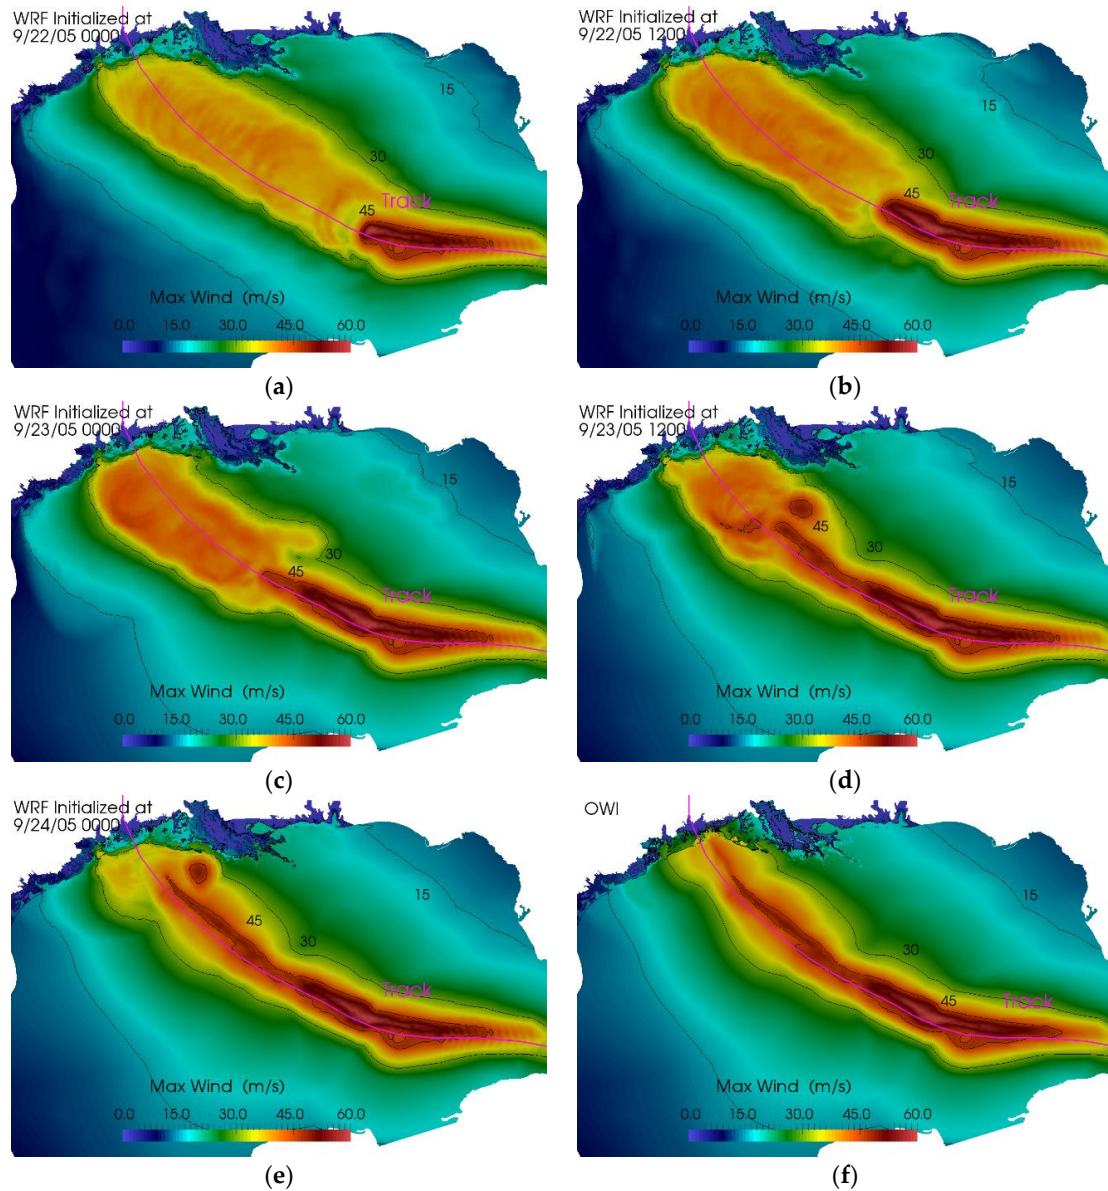 WRF Initialized at
9/22/05 0000
15
30
45
Track
Max Wind (m/s)
0.0 15.0 30.0 45.0 60.0
(a)
WRF Initialized at
9/22/05 1200
15
30
45
Track
Max Wind (m/s)
0.0 15.0 30.0 45.0 60.0
(b)
WRF Initialized at
9/23/05 0000
30
45
Track
Max Wind (m/s)
0.0 15.0 30.0 45.0 60.0
(c)
WRF Initialized at
9/23/05 1200
15
45
30
Track
Max Wind (m/s)
0.0 15.0 30.0 45.0 60.0
(d)
WRF Initialized at
9/24/05 0000
15
45
30
Track
Max Wind (m/s)
0.0 15.0 30.0 45.0 60.0
(e)
OWI
15
30
45
Track
Max Wind (m/s)
0.0 15.0 30.0 45.0 60.0
(f)